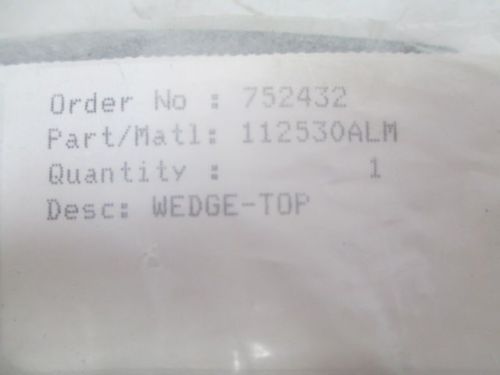 Order No : 752432
Part/Matl: 112530ALM
Quantity : 1
Desc: WEDGE-TOP